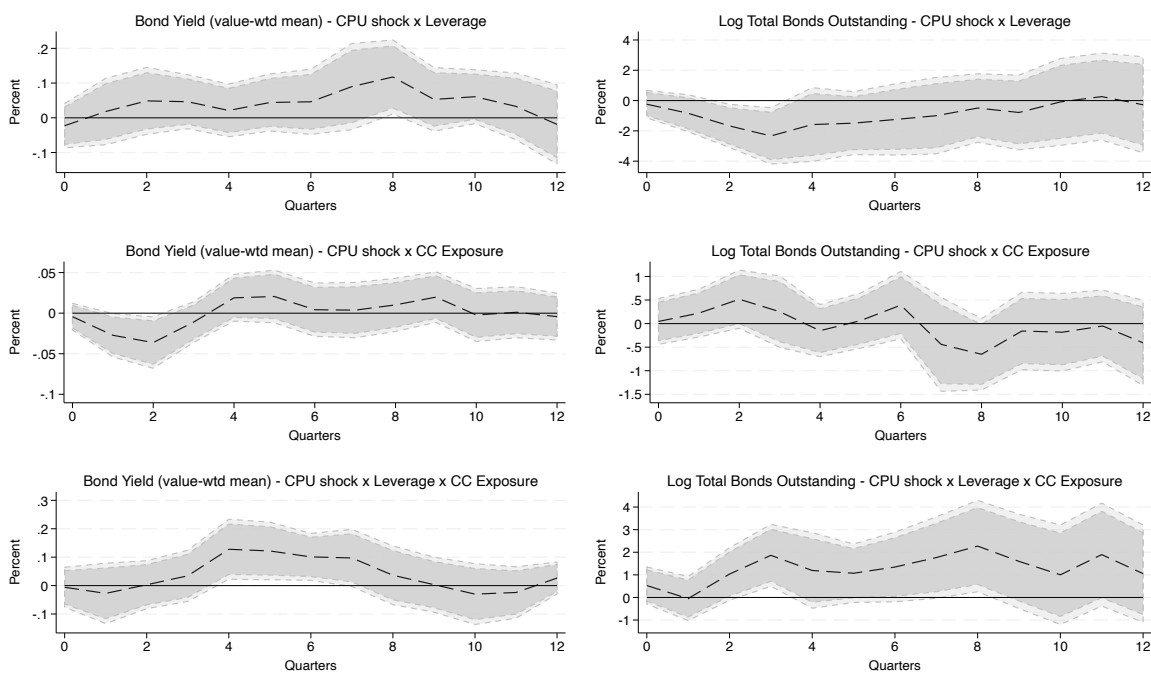 Bond Yield (value-wtd mean) - CPU shock x Leverage
Percent
.2
.1
0
-.1
0 2 4 6 8 10 12
Quarters
Log Total Bonds Outstanding - CPU shock x Leverage
Percent
4
2
0
-2
-4
0 2 4 6 8 10 12
Quarters
Bond Yield (value-wtd mean) - CPU shock x CC Exposure
Percent
.05
0
-.05
-.1
0 2 4 6 8 10 12
Quarters
Log Total Bonds Outstanding - CPU shock x CC Exposure
Percent
1
.5
0
-.5
-1
-1.5
0 2 4 6 8 10 12
Quarters
Bond Yield (value-wtd mean) - CPU shock x Leverage x CC Exposure
Percent
.3
.2
.1
0
-.1
0 2 4 6 8 10 12
Quarters
Log Total Bonds Outstanding - CPU shock x Leverage x CC Exposure
Percent
4
3
2
1
0
-1
0 2 4 6 8 10 12
Quarters